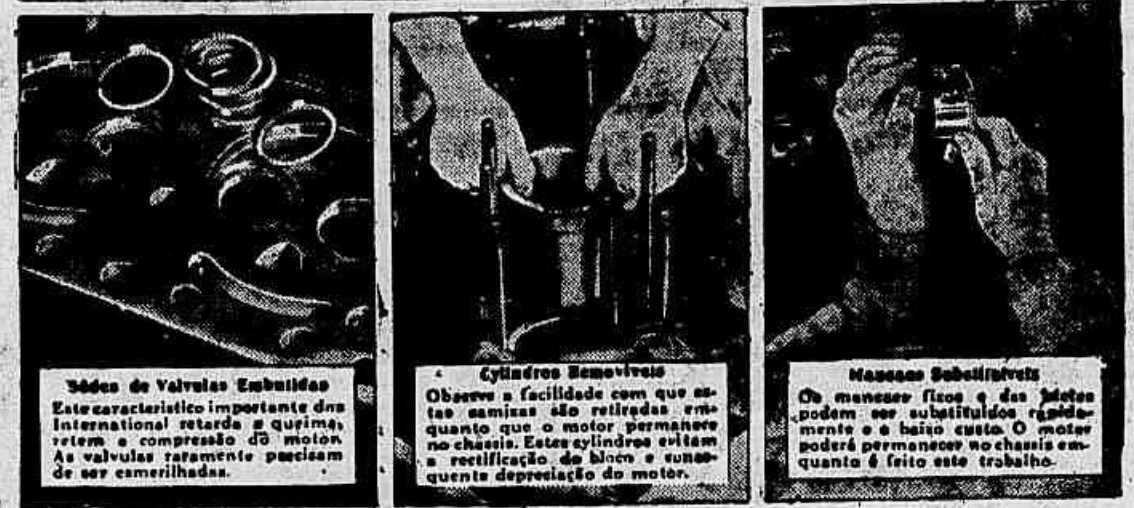 Sédes de Valvulas Embutidas
Este caracteristico importante dos
International retarda a queima,
retem a compressão do motor.
As valvulas raramente precisam
de ser esmerilhadas.
Cylindros Removiveis
Observe a facilidade com que es-
tas camisas são retiradas em-
quanto que o motor permanece
no chassis. Estes cylindros evitam
a rectificação do bloco e conse-
quente depreciação do motor.
Mancaes Substituiveis
Os mancaes fixos e das bielas
podem ser substituidos rapida-
mente e a baixo custo. O motor
poderá permanecer no chassis em-
quanto é feito este trabalho.